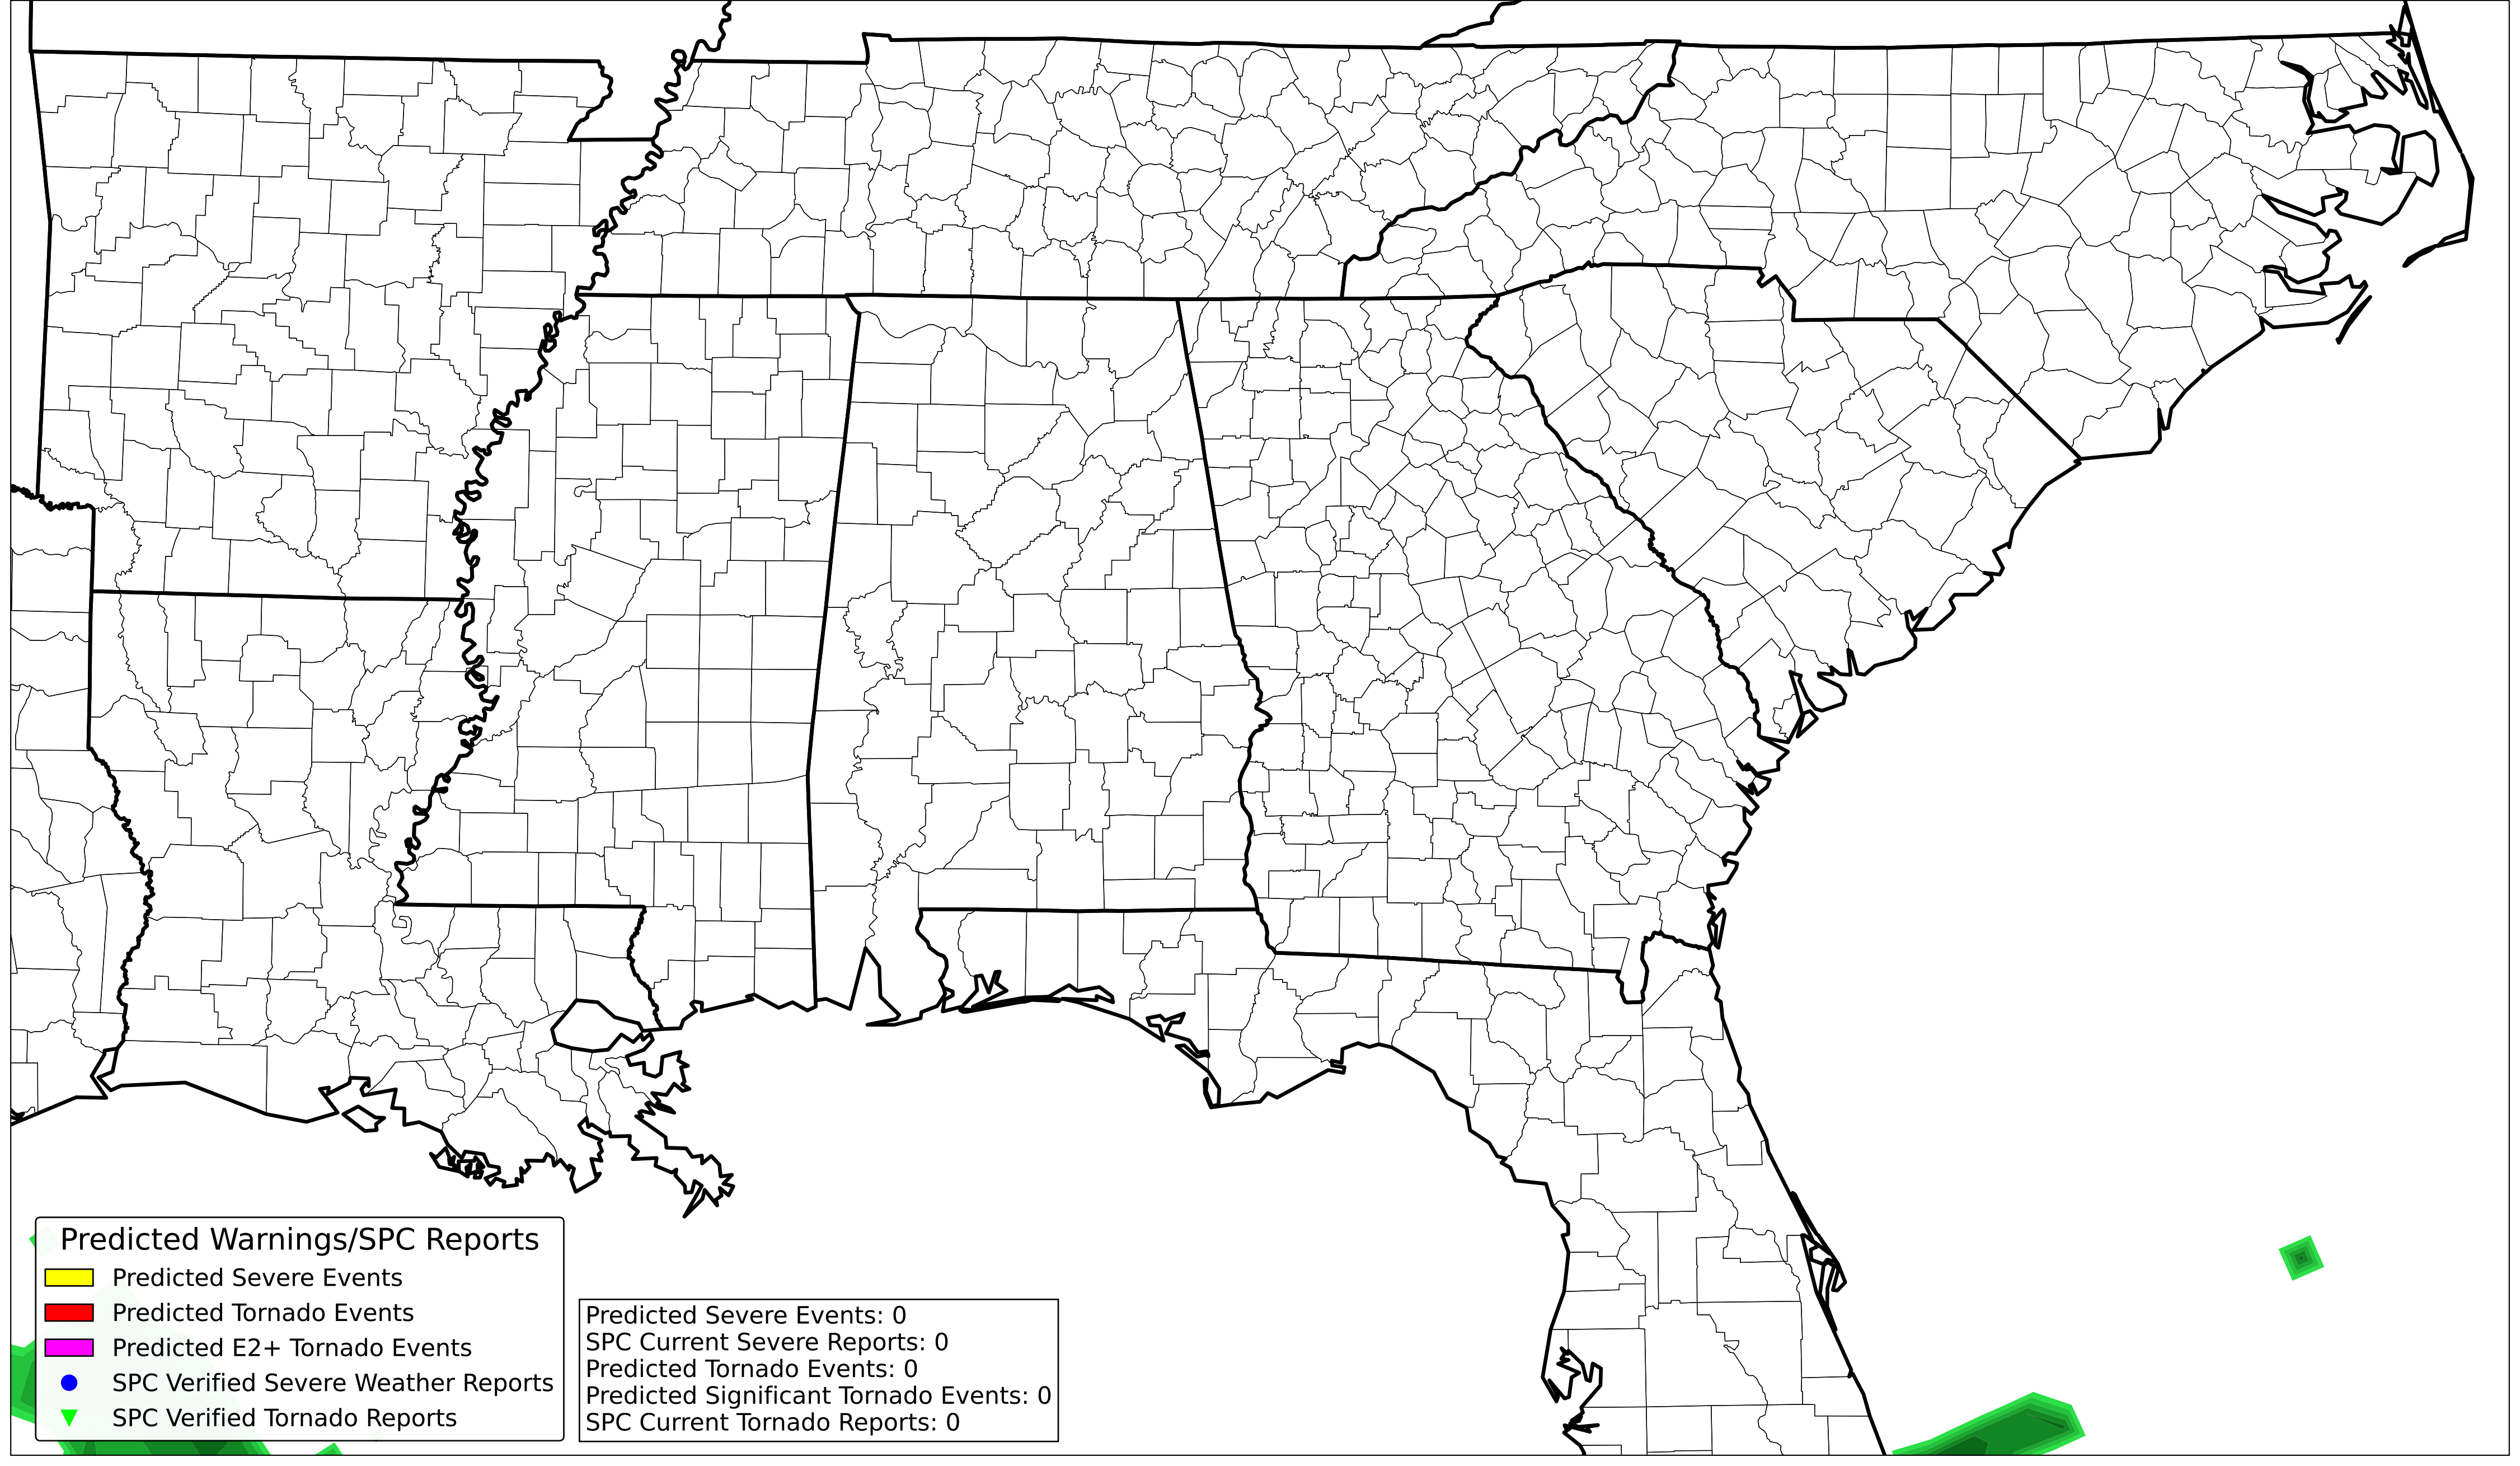 Predicted Warnings/SPC Reports
Predicted Severe Events
Predicted Tornado Events
Predicted E2+ Tornado Events
SPC Verified Severe Weather Reports
SPC Verified Tornado Reports
Predicted Severe Events: 0
SPC Current Severe Reports: 0
Predicted Tornado Events: 0
Predicted Significant Tornado Events: 0
SPC Current Tornado Reports: 0